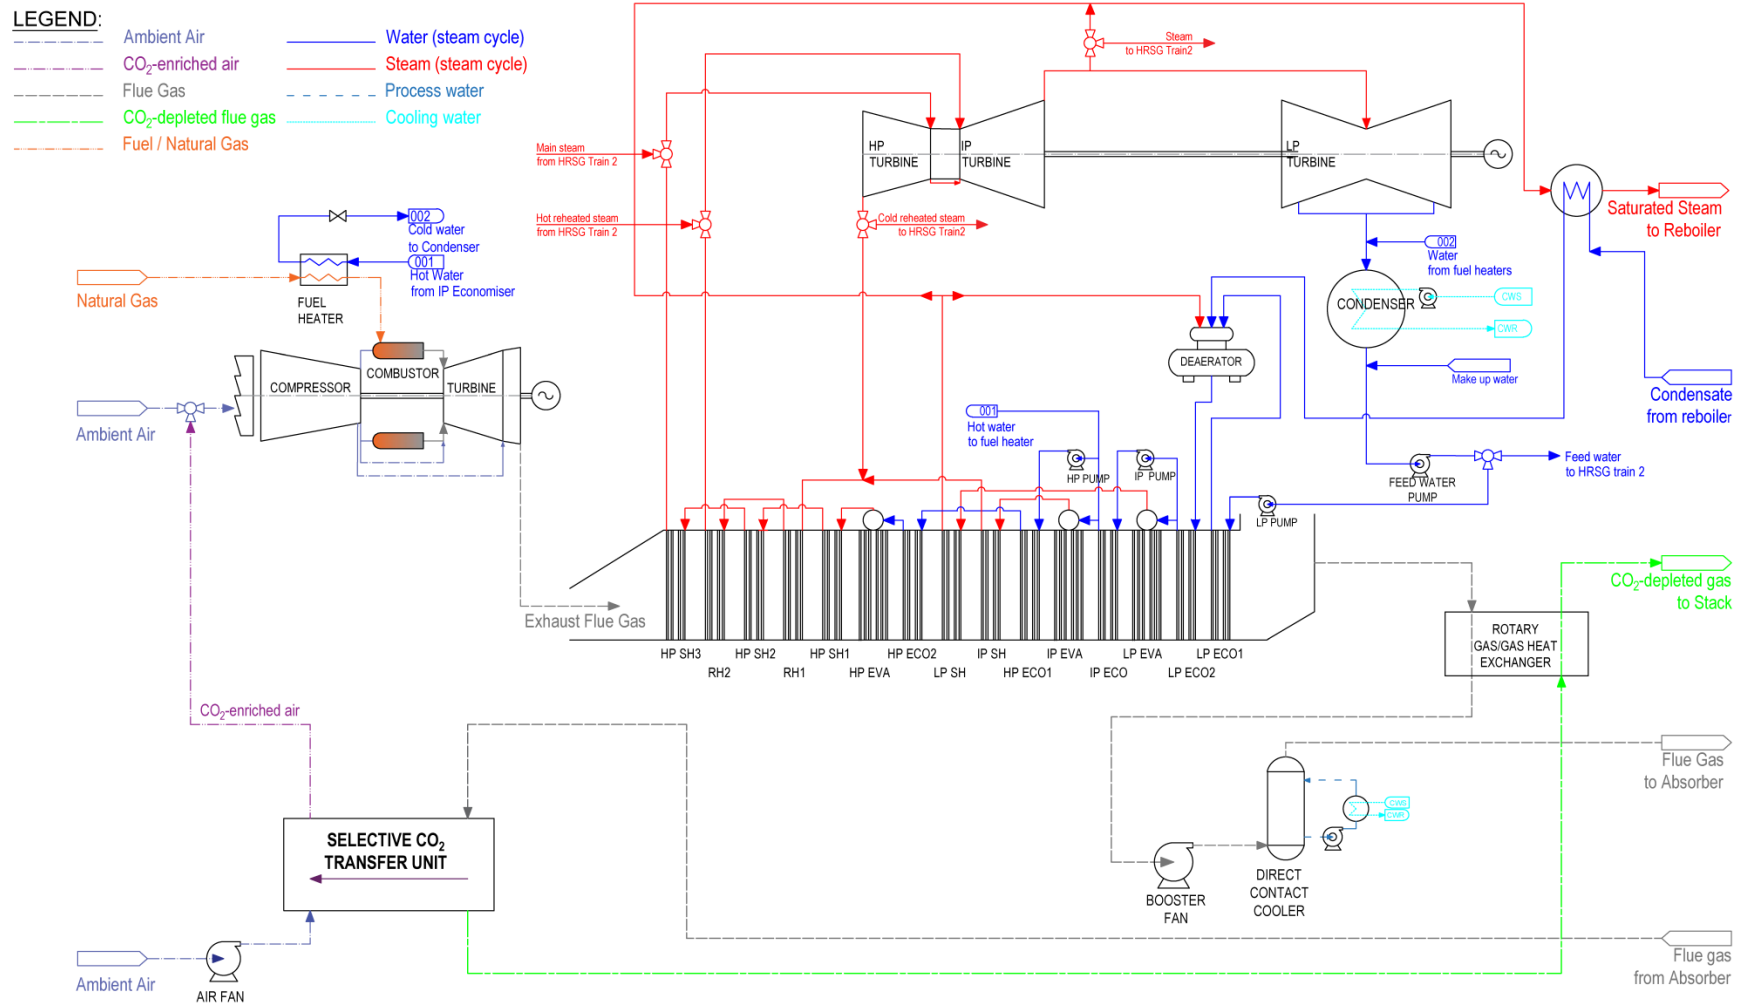 LEGEND:
Ambient Air
CO₂-enriched air
Flue Gas
CO₂-depleted flue gas
Fuel / Natural Gas
Water (steam cycle)
Steam (steam cycle)
Process water
Cooling water
Steam
to HRSG Train2
Main steam
from HRSG Train 2
Hot reheated steam
from HRSG Train 2
Cold reheated steam
to HRSG Train2
HP
TURBINE
IP
TURBINE
LP
TURBINE
Saturated Steam
to Reboiler
002
Cold water
to Condenser
001
Hot Water
from IP Economiser
Natural Gas
FUEL
HEATER
002
Water
from fuel heaters
CONDENSER
CWS
CWR
DEAERATOR
Make up water
Condensate
from reboiler
COMPRESSOR
COMBUSTOR
TURBINE
Ambient Air
001
Hot water
to fuel heater
HP PUMP
IP PUMP
LP PUMP
FEED WATER
PUMP
Feed water
to HRSG train 2
Exhaust Flue Gas
HP SH3
RH2
HP SH2
RH1
HP SH1
HP EVA
HP ECO2
LP SH
IP SH
HP ECO1
IP EVA
IP ECO
LP EVA
LP ECO2
LP ECO1
CO₂-depleted gas
to Stack
ROTARY
GAS/GAS HEAT
EXCHANGER
CO₂-enriched air
Flue Gas
to Absorber
CWS
CWR
SELECTIVE CO₂
TRANSFER UNIT
BOOSTER
FAN
DIRECT
CONTACT
COOLER
Ambient Air
AIR FAN
Flue gas
from Absorber